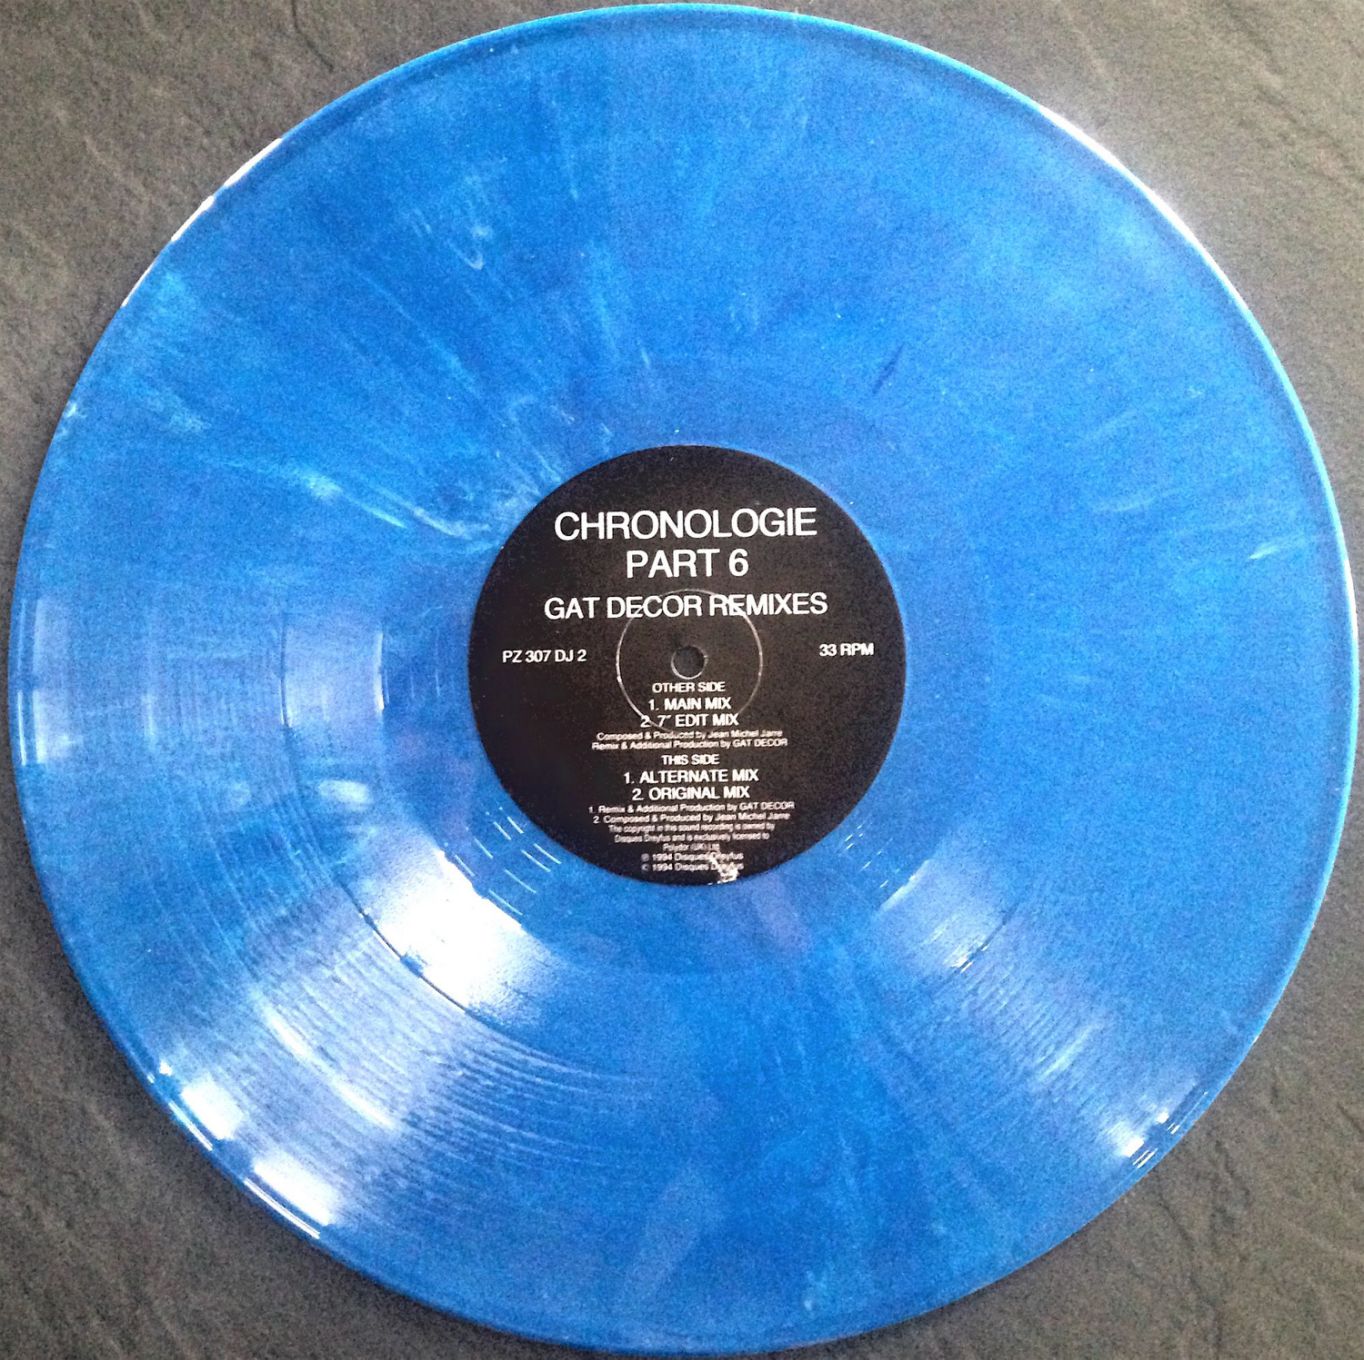 CHRONOLOGIE
PART 6
GAT DECOR REMIXES
PZ 307 DJ 2
33 RPM
OTHER SIDE
1. MAIN MIX
2. 7" EDIT MIX
Composed & Produced by Jean Michel Jarre
Remix & Additional Production by GAT DECOR
THIS SIDE
1. ALTERNATE MIX
2. ORIGINAL MIX
1. Remix & Additional Production by GAT DECOR
2. Composed & Produced by Jean Michel Jarre
The copyright in this sound recording is owned by
Disques Dreyfus and is exclusively licensed to
Polydor (UK) Ltd.
℗ 1994 Disques Dreyfus
© 1994 Disques Dreyfus